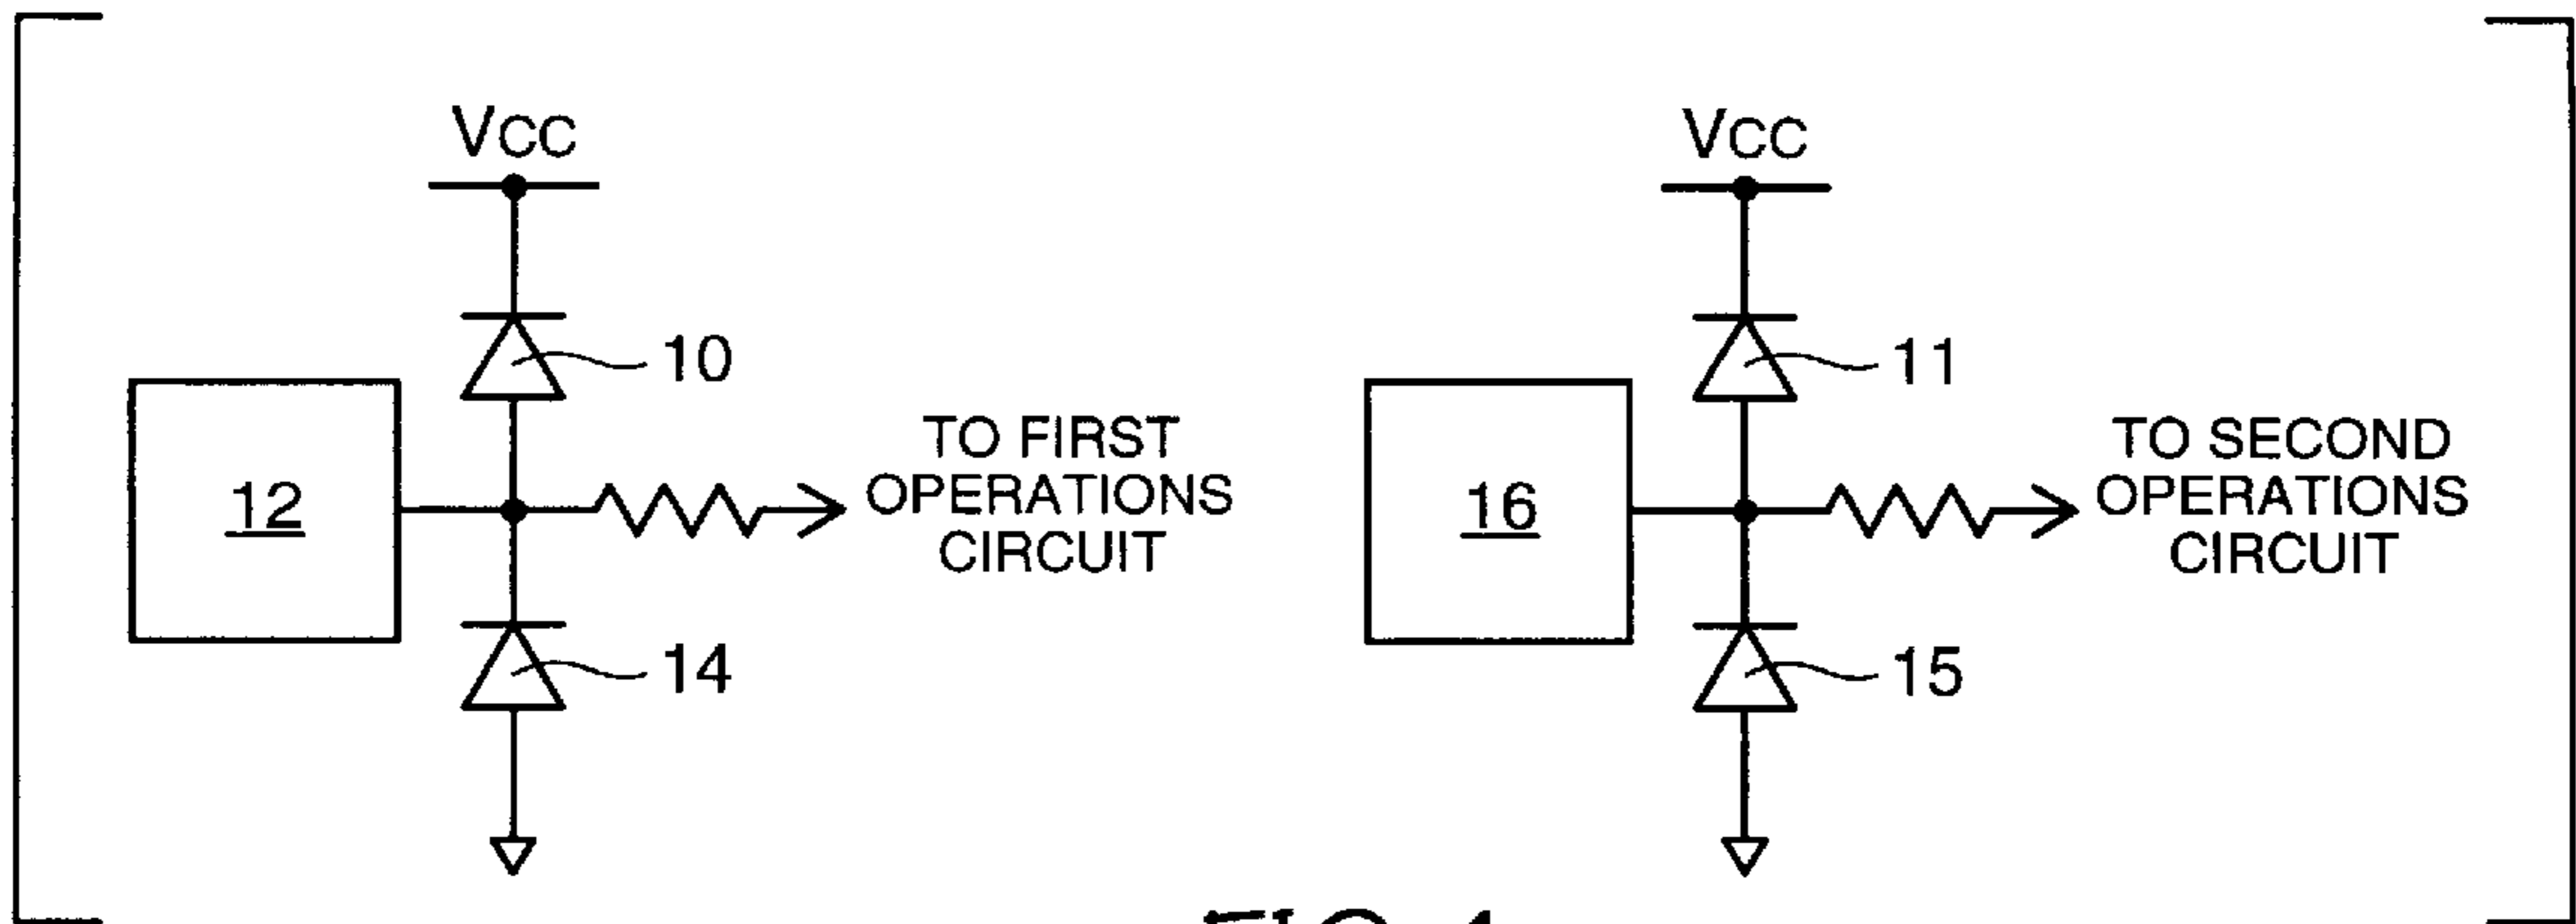 VCC
10
12
TO FIRST
OPERATIONS
CIRCUIT
14
VCC
11
16
TO SECOND
OPERATIONS
CIRCUIT
15